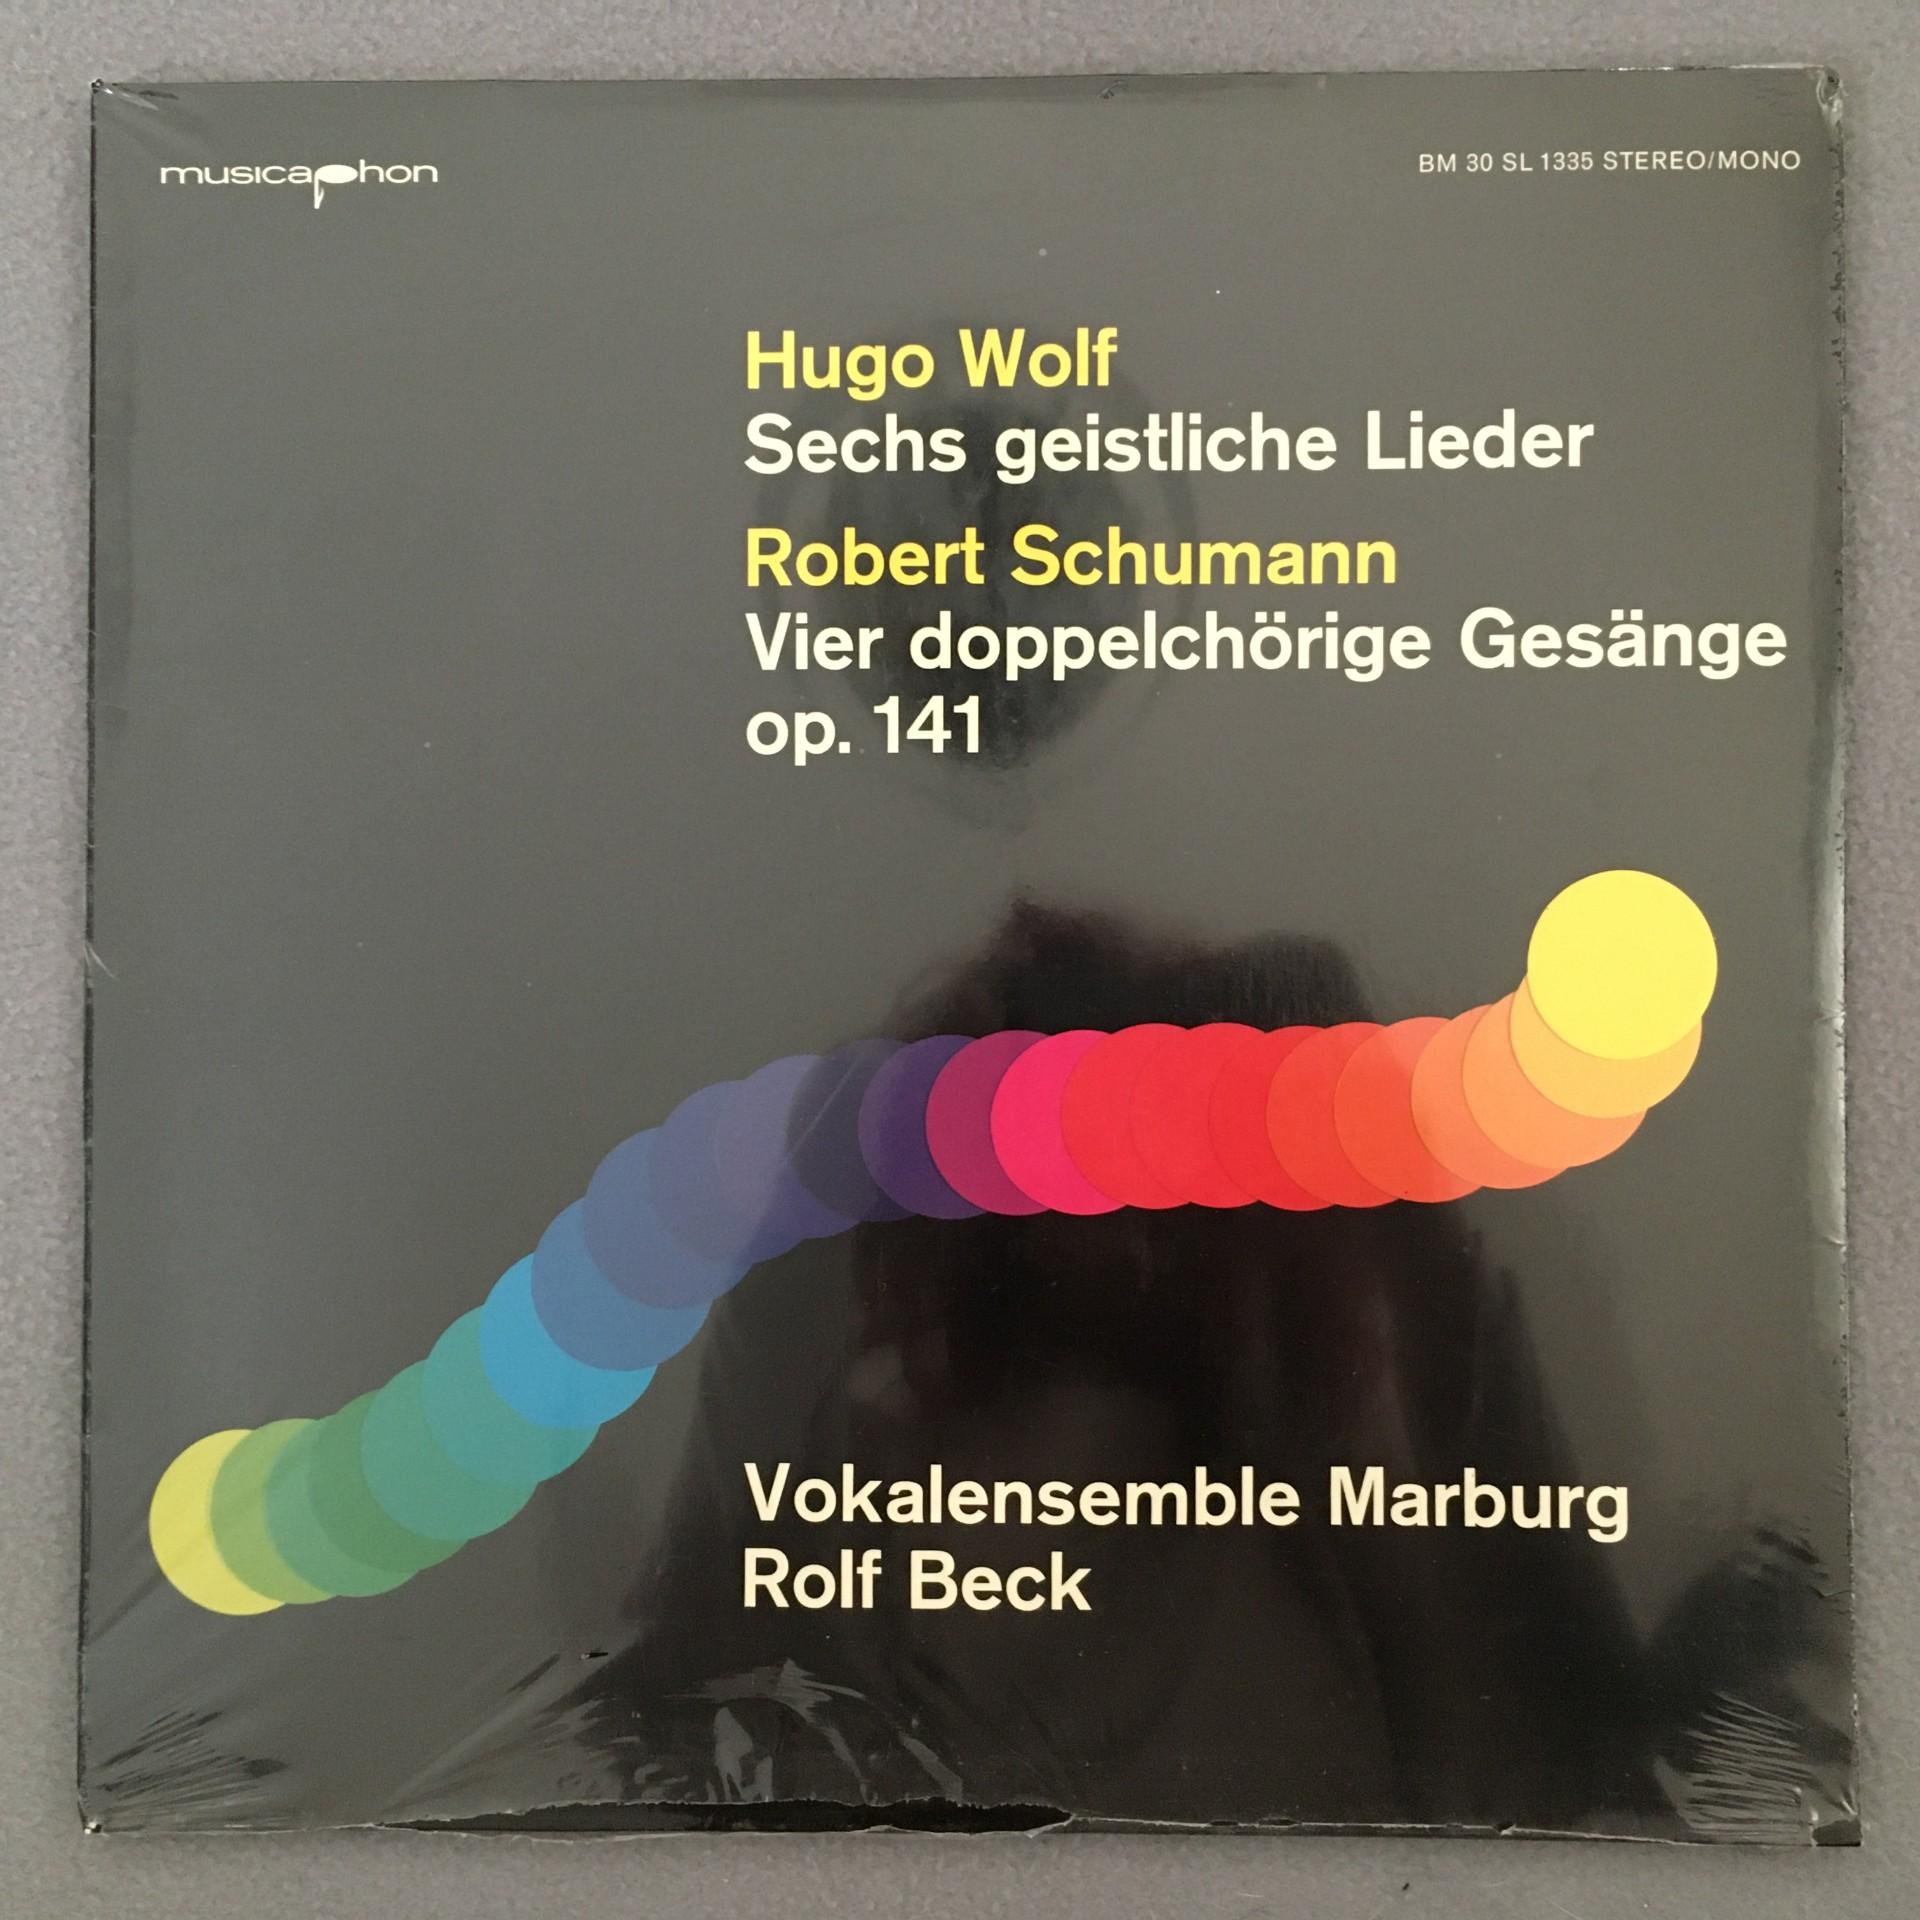 musicaphon
BM 30 SL 1335 STEREO/MONO
Hugo Wolf
Sechs geistliche Lieder
Robert Schumann
Vier doppelchörige Gesänge
op. 141
Vokalensemble Marburg
Rolf Beck